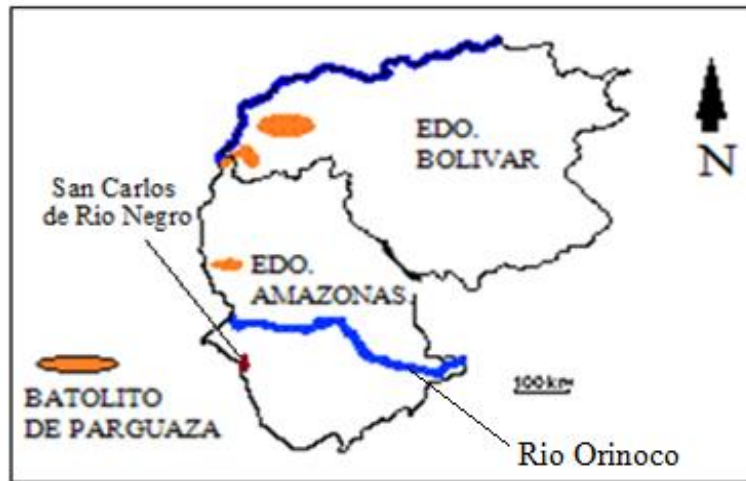 EDO.
BOLIVAR
N
San Carlos
de Rio Negro
EDO.
AMAZONAS
BATOLITO
DE PARGUAZA
100 km
Rio Orinoco